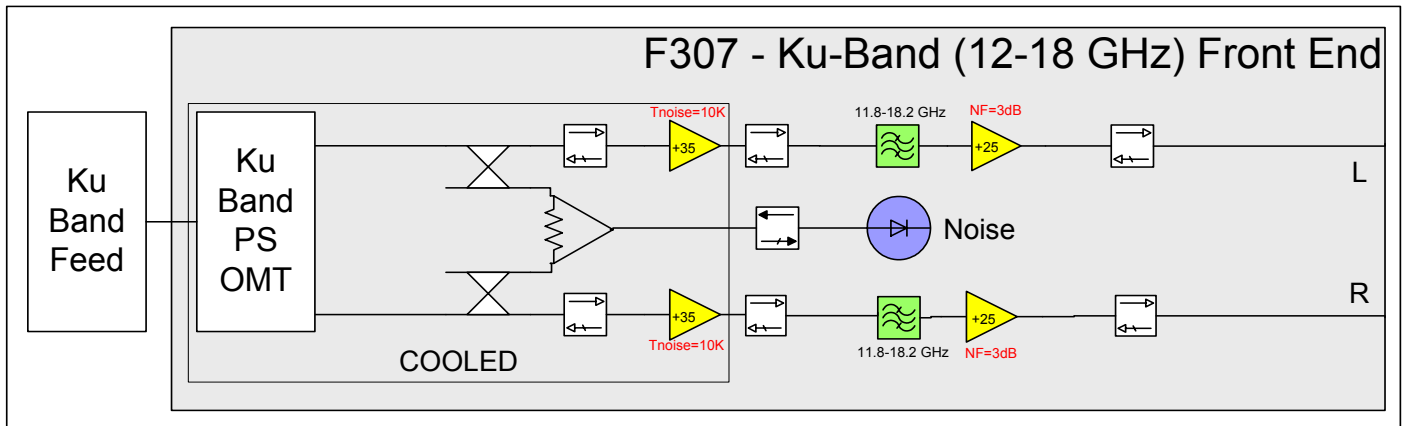 F307 - Ku-Band (12-18 GHz) Front End
Ku
Band
Feed
Ku
Band
PS
OMT
Tnoise=10K
+35
11.8-18.2 GHz
NF=3dB
+25
L
Noise
R
+35
Tnoise=10K
11.8-18.2 GHz
+25
NF=3dB
COOLED